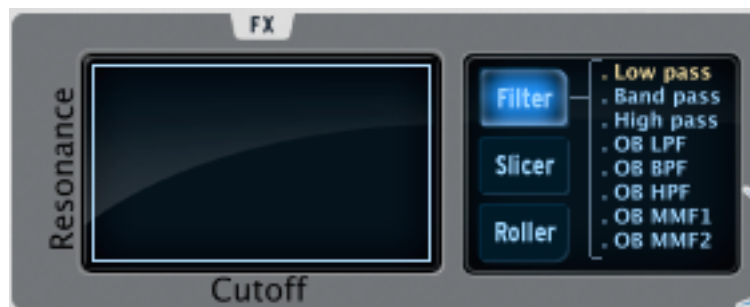 FX
Resonance
Cutoff
Filter
Slicer
Roller
. Low pass
. Band pass
. High pass
. OB LPF
. OB BPF
. OB HPF
. OB MMF1
. OB MMF2